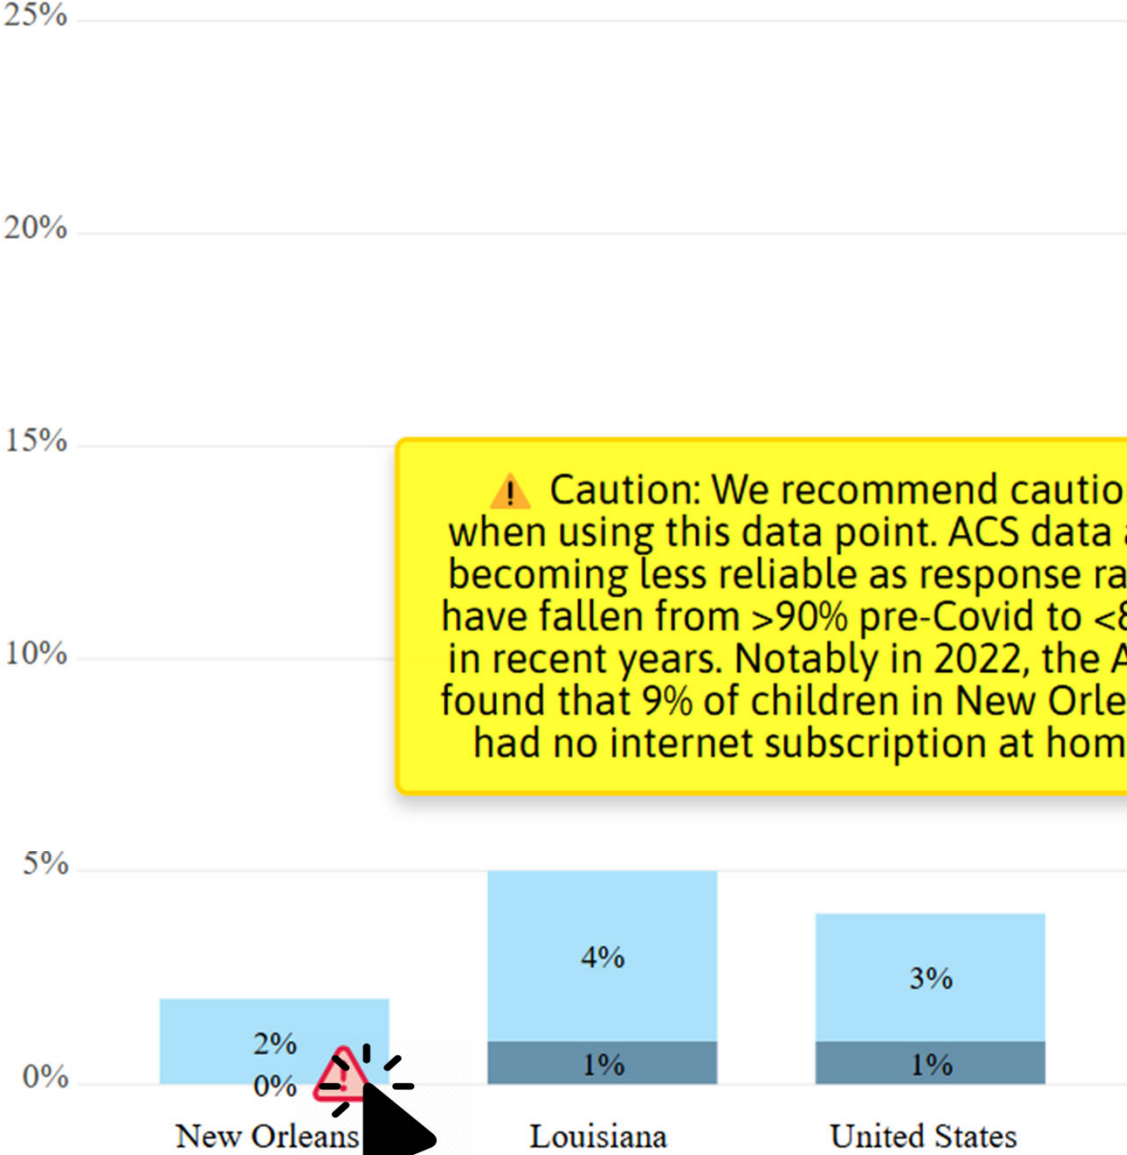 25%
20%
15%
⚠ Caution: We recommend cautio
when using this data point. ACS data a
becoming less reliable as response ra
have fallen from >90% pre-Covid to <8
in recent years. Notably in 2022, the A
found that 9% of children in New Orle
had no internet subscription at hom
10%
5%
4%
3%
2%
1%
1%
0%
0%
New Orleans
Louisiana
United States